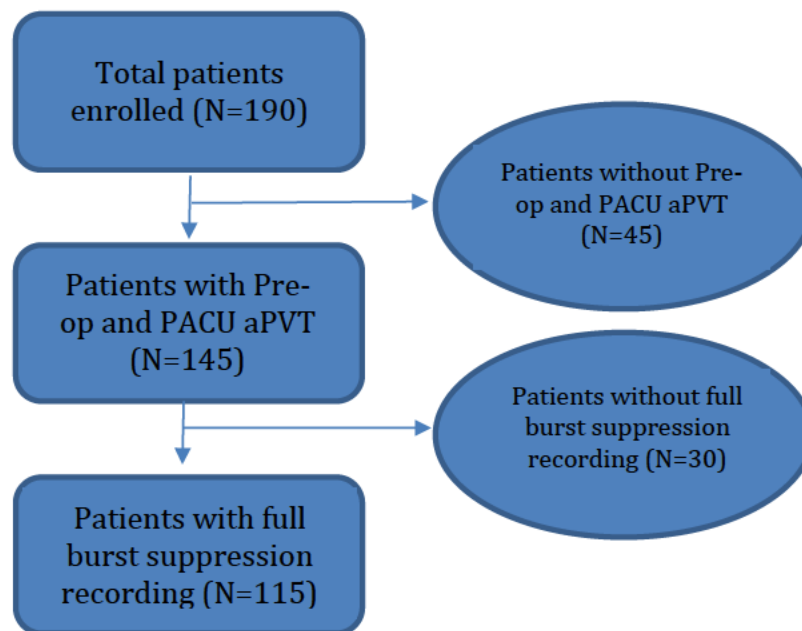 Total patients
enrolled (N=190)
Patients without Pre-
op and PACU aPVT
(N=45)
Patients with Pre-
op and PACU aPVT
(N=145)
Patients without full
burst suppression
recording (N=30)
Patients with full
burst suppression
recording (N=115)